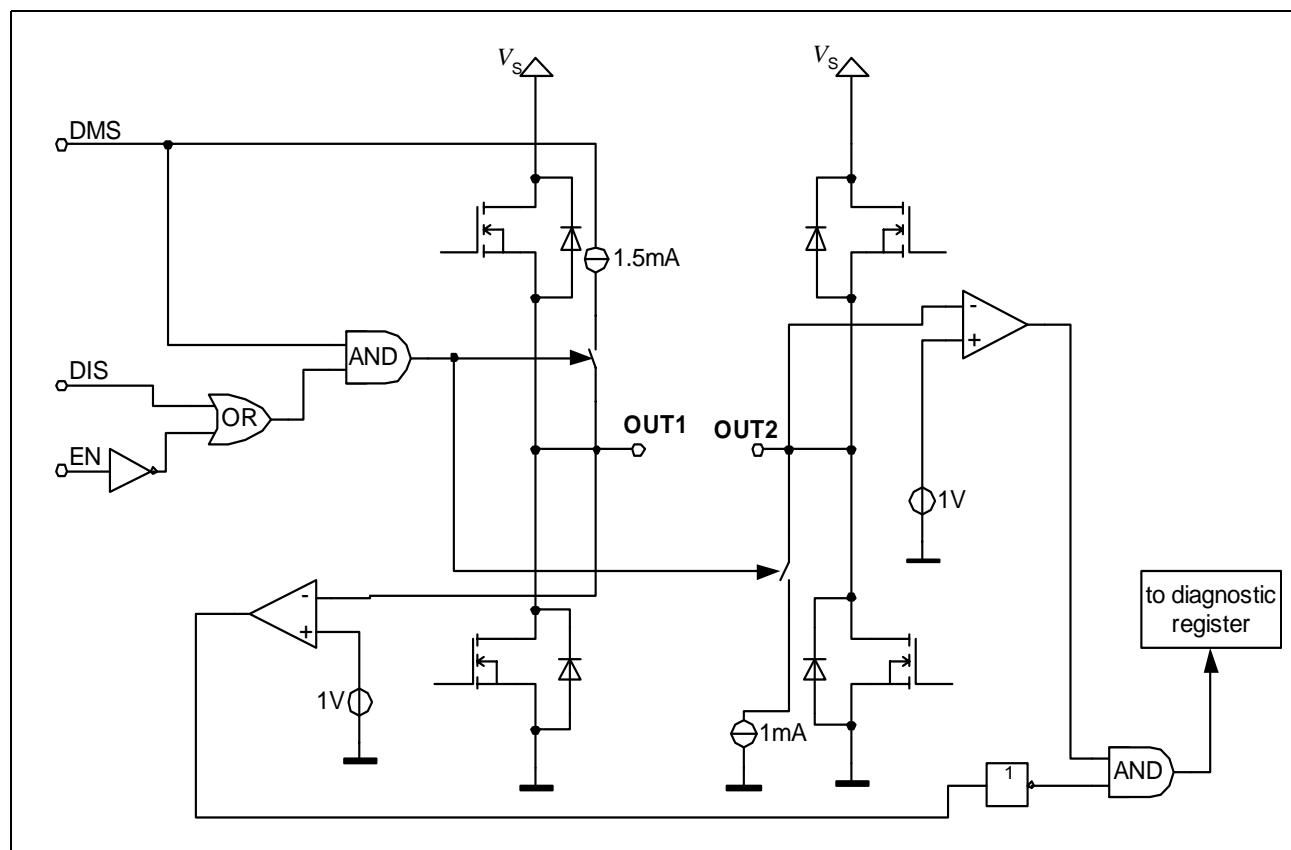 VS
VS
DMS
1.5mA
-
+
AND
DIS
OR
OUT1
OUT2
EN
1V
-
+
1V
1mA
to diagnostic
register
1
AND